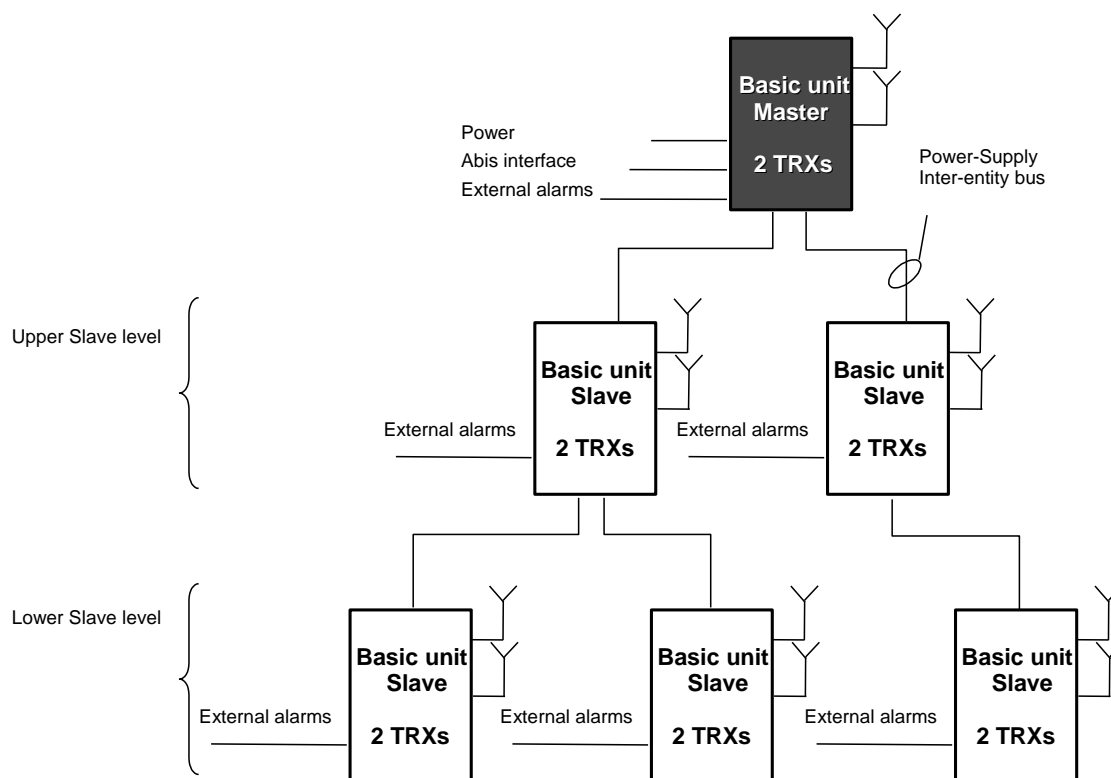 Basic unit
Master
2 TRXs
Power
Abis interface
External alarms
Power-Supply
Inter-entity bus
Upper Slave level
Basic unit
Slave
2 TRXs
External alarms
Basic unit
Slave
2 TRXs
External alarms
Lower Slave level
Basic unit
Slave
2 TRXs
External alarms
Basic unit
Slave
2 TRXs
External alarms
Basic unit
Slave
2 TRXs
External alarms